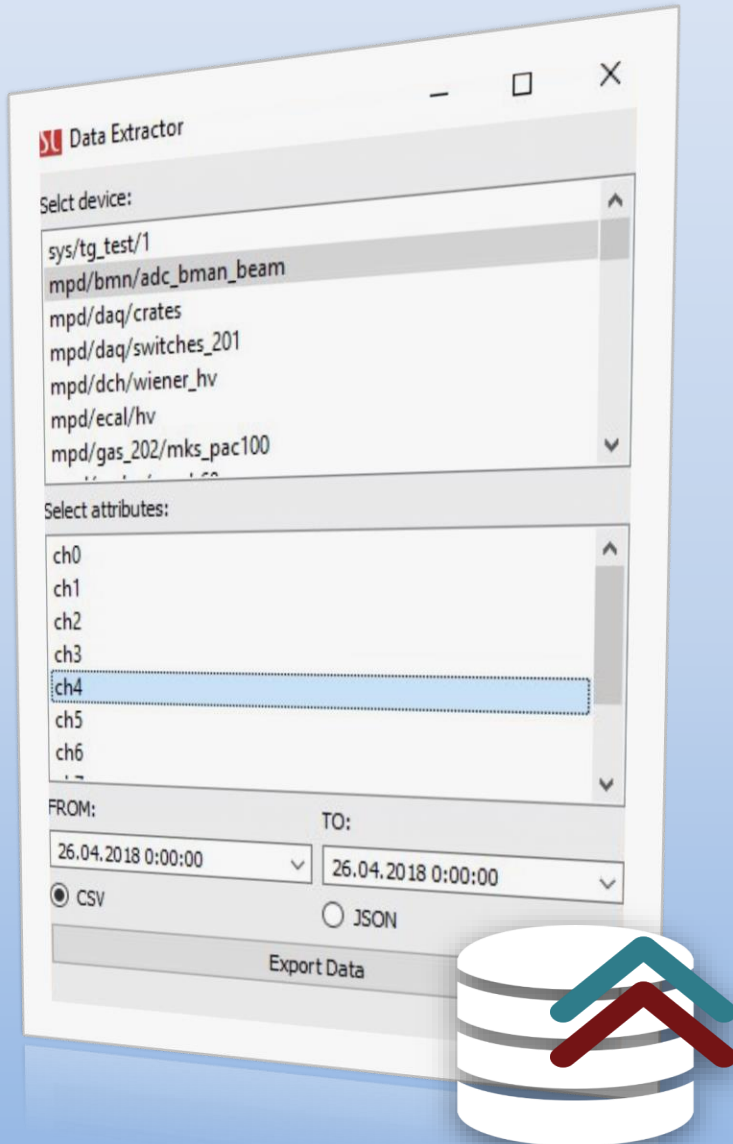 Data Extractor
Selct device:
sys/tg_test/1
mpd/bmn/adc_bman_beam
mpd/daq/crates
mpd/daq/switches_201
mpd/dch/wiener_hv
mpd/ecal/hv
mpd/gas_202/mks_pac100
Select attributes:
ch0
ch1
ch2
ch3
ch4
ch5
ch6
FROM: TO:
26.04.2018 0:00:00 26.04.2018 0:00:00
CSV JSON
Export Data